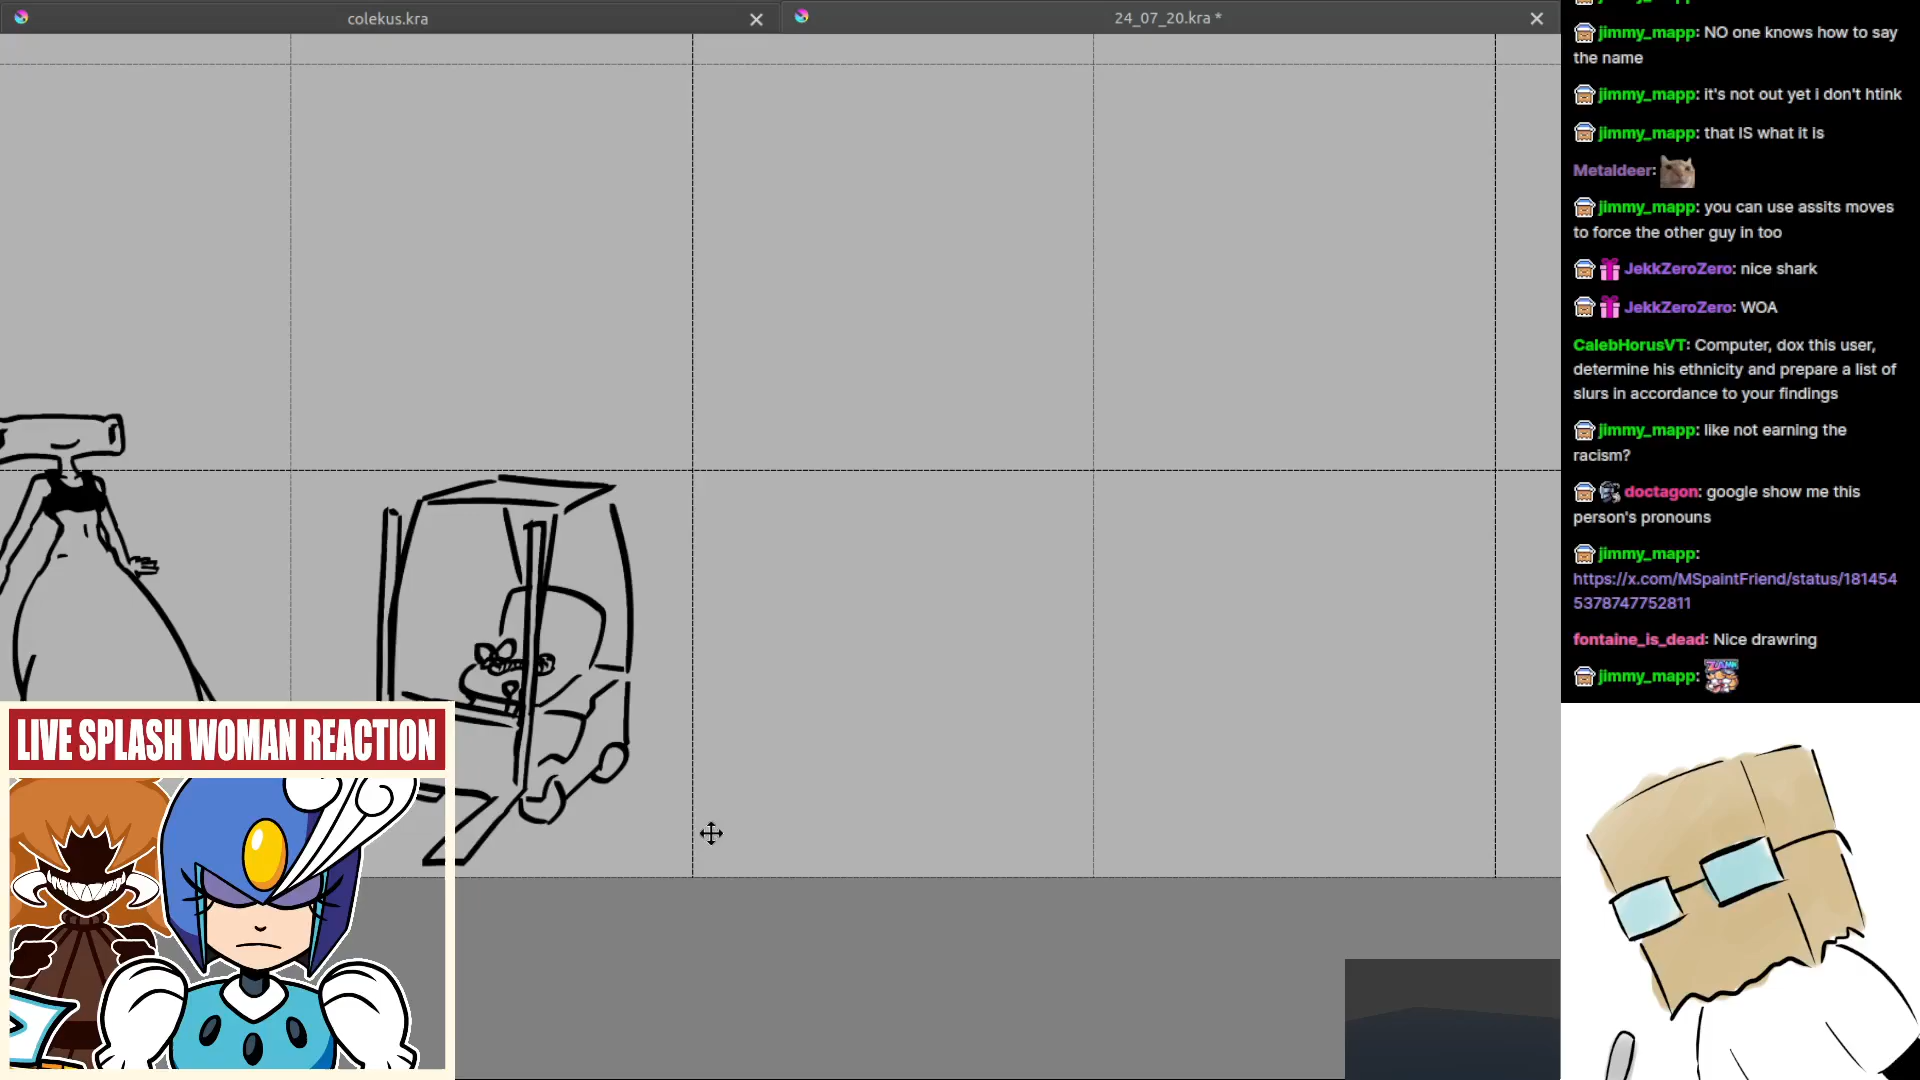 colekus.kra
24_07_20.kra *
jimmy_mapp: NO one knows how to say
the name
jimmy_mapp: it's not out yet i don't htink
jimmy_mapp: that IS what it is
Metaldeer:
jimmy_mapp: you can use assits moves
to force the other guy in too
JekkZeroZero: nice shark
JekkZeroZero: WOA
CalebHorusVT: Computer, dox this user,
determine his ethnicity and prepare a list of
slurs in accordance to your findings
jimmy_mapp: like not earning the
racism?
doctagon: google show me this
person's pronouns
jimmy_mapp:
https://x.com/MSpaintFriend/status/181454
5378747752811
fontaine_is_dead: Nice drawring
jimmy_mapp:
LIVE SPLASH WOMAN REACTION